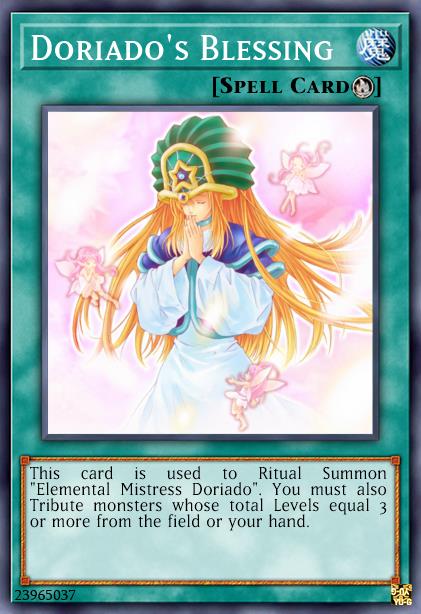 Doriado's Blessing
魔
[Spell Card]
This card is used to Ritual Summon
"Elemental Mistress Doriado". You must also
Tribute monsters whose total Levels equal 3
or more from the field or your hand.
23965037